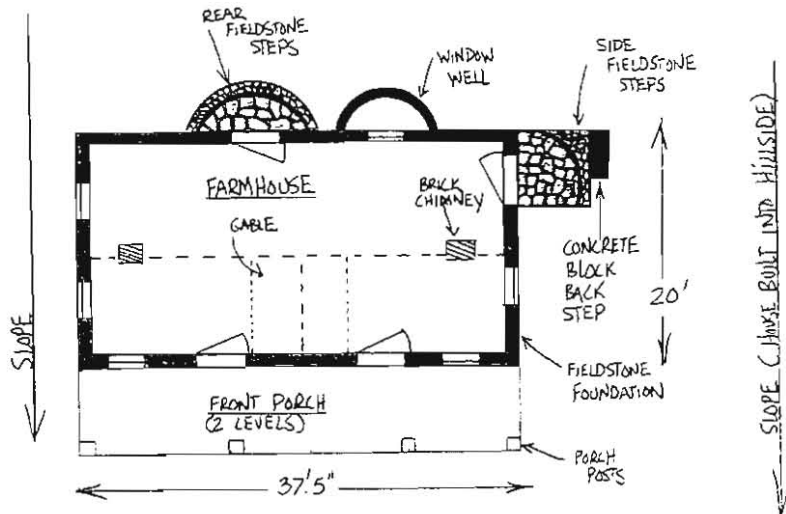 REAR
FIELDSTONE
STEPS
WINDOW
WELL
SIDE
FIELDSTONE
STEPS
FARMHOUSE
BRICK
CHIMNEY
GABLE
CONCRETE
BLOCK
BACK
STEP
20'
SLOPE
SLOPE (HOUSE BUILT INTO HILLSIDE)
FIELDSTONE
FOUNDATION
FRONT PORCH
(2 LEVELS)
PORCH
POSTS
37'.5"